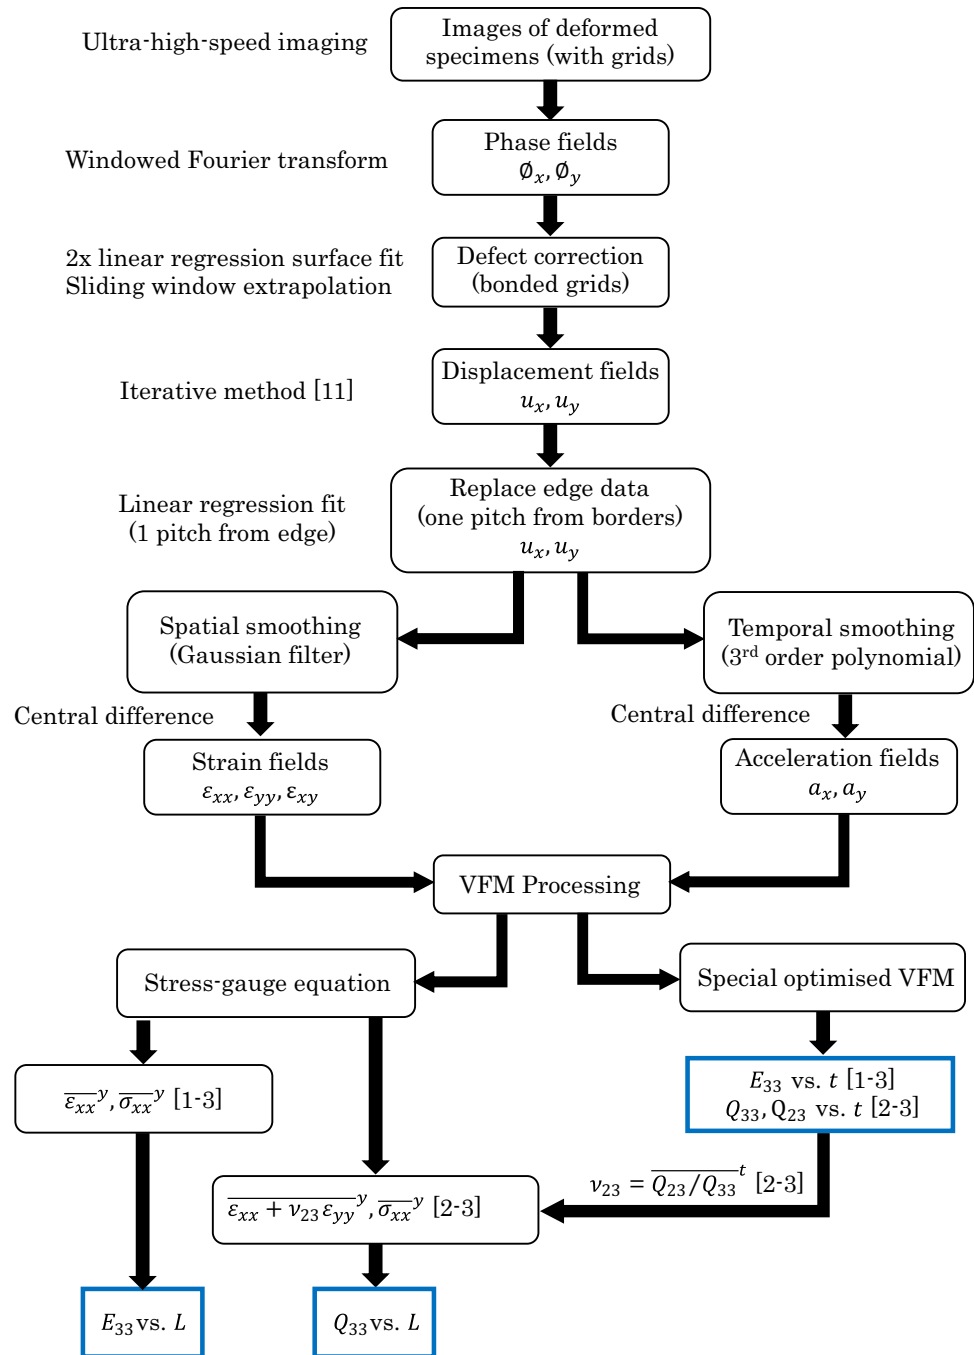 Ultra-high-speed imaging
Images of deformed
specimens (with grids)
Windowed Fourier transform
Phase fields
∅x, ∅y
2x linear regression surface fit
Sliding window extrapolation
Defect correction
(bonded grids)
Iterative method [11]
Displacement fields
ux, uy
Linear regression fit
(1 pitch from edge)
Replace edge data
(one pitch from borders)
ux, uy
Spatial smoothing
(Gaussian filter)
Temporal smoothing
(3rd order polynomial)
Central difference
Central difference
Strain fields
εxx, εyy, εxy
Acceleration fields
ax, ay
VFM Processing
Stress-gauge equation
Special optimised VFM
ε̅xx̅ʸ, σ̅xx̅ʸ [1-3]
E33 vs. t [1-3]
Q33, Q23 vs. t [2-3]
ν23 = Q23/Q33 t [2-3]
εxx + ν23εyy y, σxx y [2-3]
E33 vs. L
Q33 vs. L